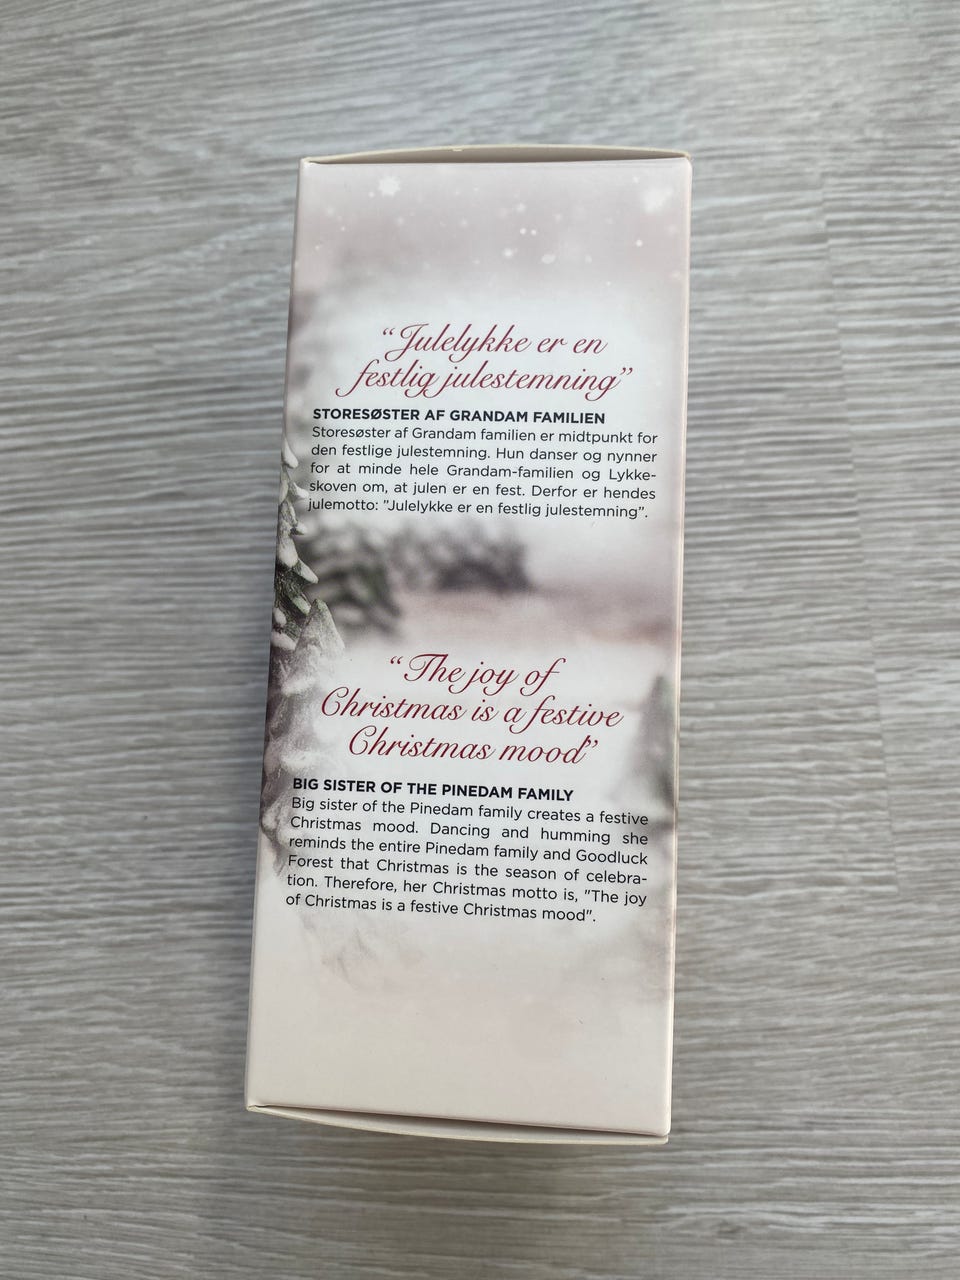 “Julelykke er en
festlig julestemning”
STORESØSTER AF GRANDAM FAMILIEN
Storesøster af Grandam familien er midtpunkt for
den festlige julestemning. Hun danser og nynner
for at minde hele Grandam-familien og Lykke-
skoven om, at julen er en fest. Derfor er hendes
julemotto: ”Julelykke er en festlig julestemning”.
“The joy of
Christmas is a festive
Christmas mood”
BIG SISTER OF THE PINEDAM FAMILY
Big sister of the Pinedam family creates a festive
Christmas mood. Dancing and humming she
reminds the entire Pinedam family and Goodluck
Forest that Christmas is the season of celebra-
tion. Therefore, her Christmas motto is, "The joy
of Christmas is a festive Christmas mood".